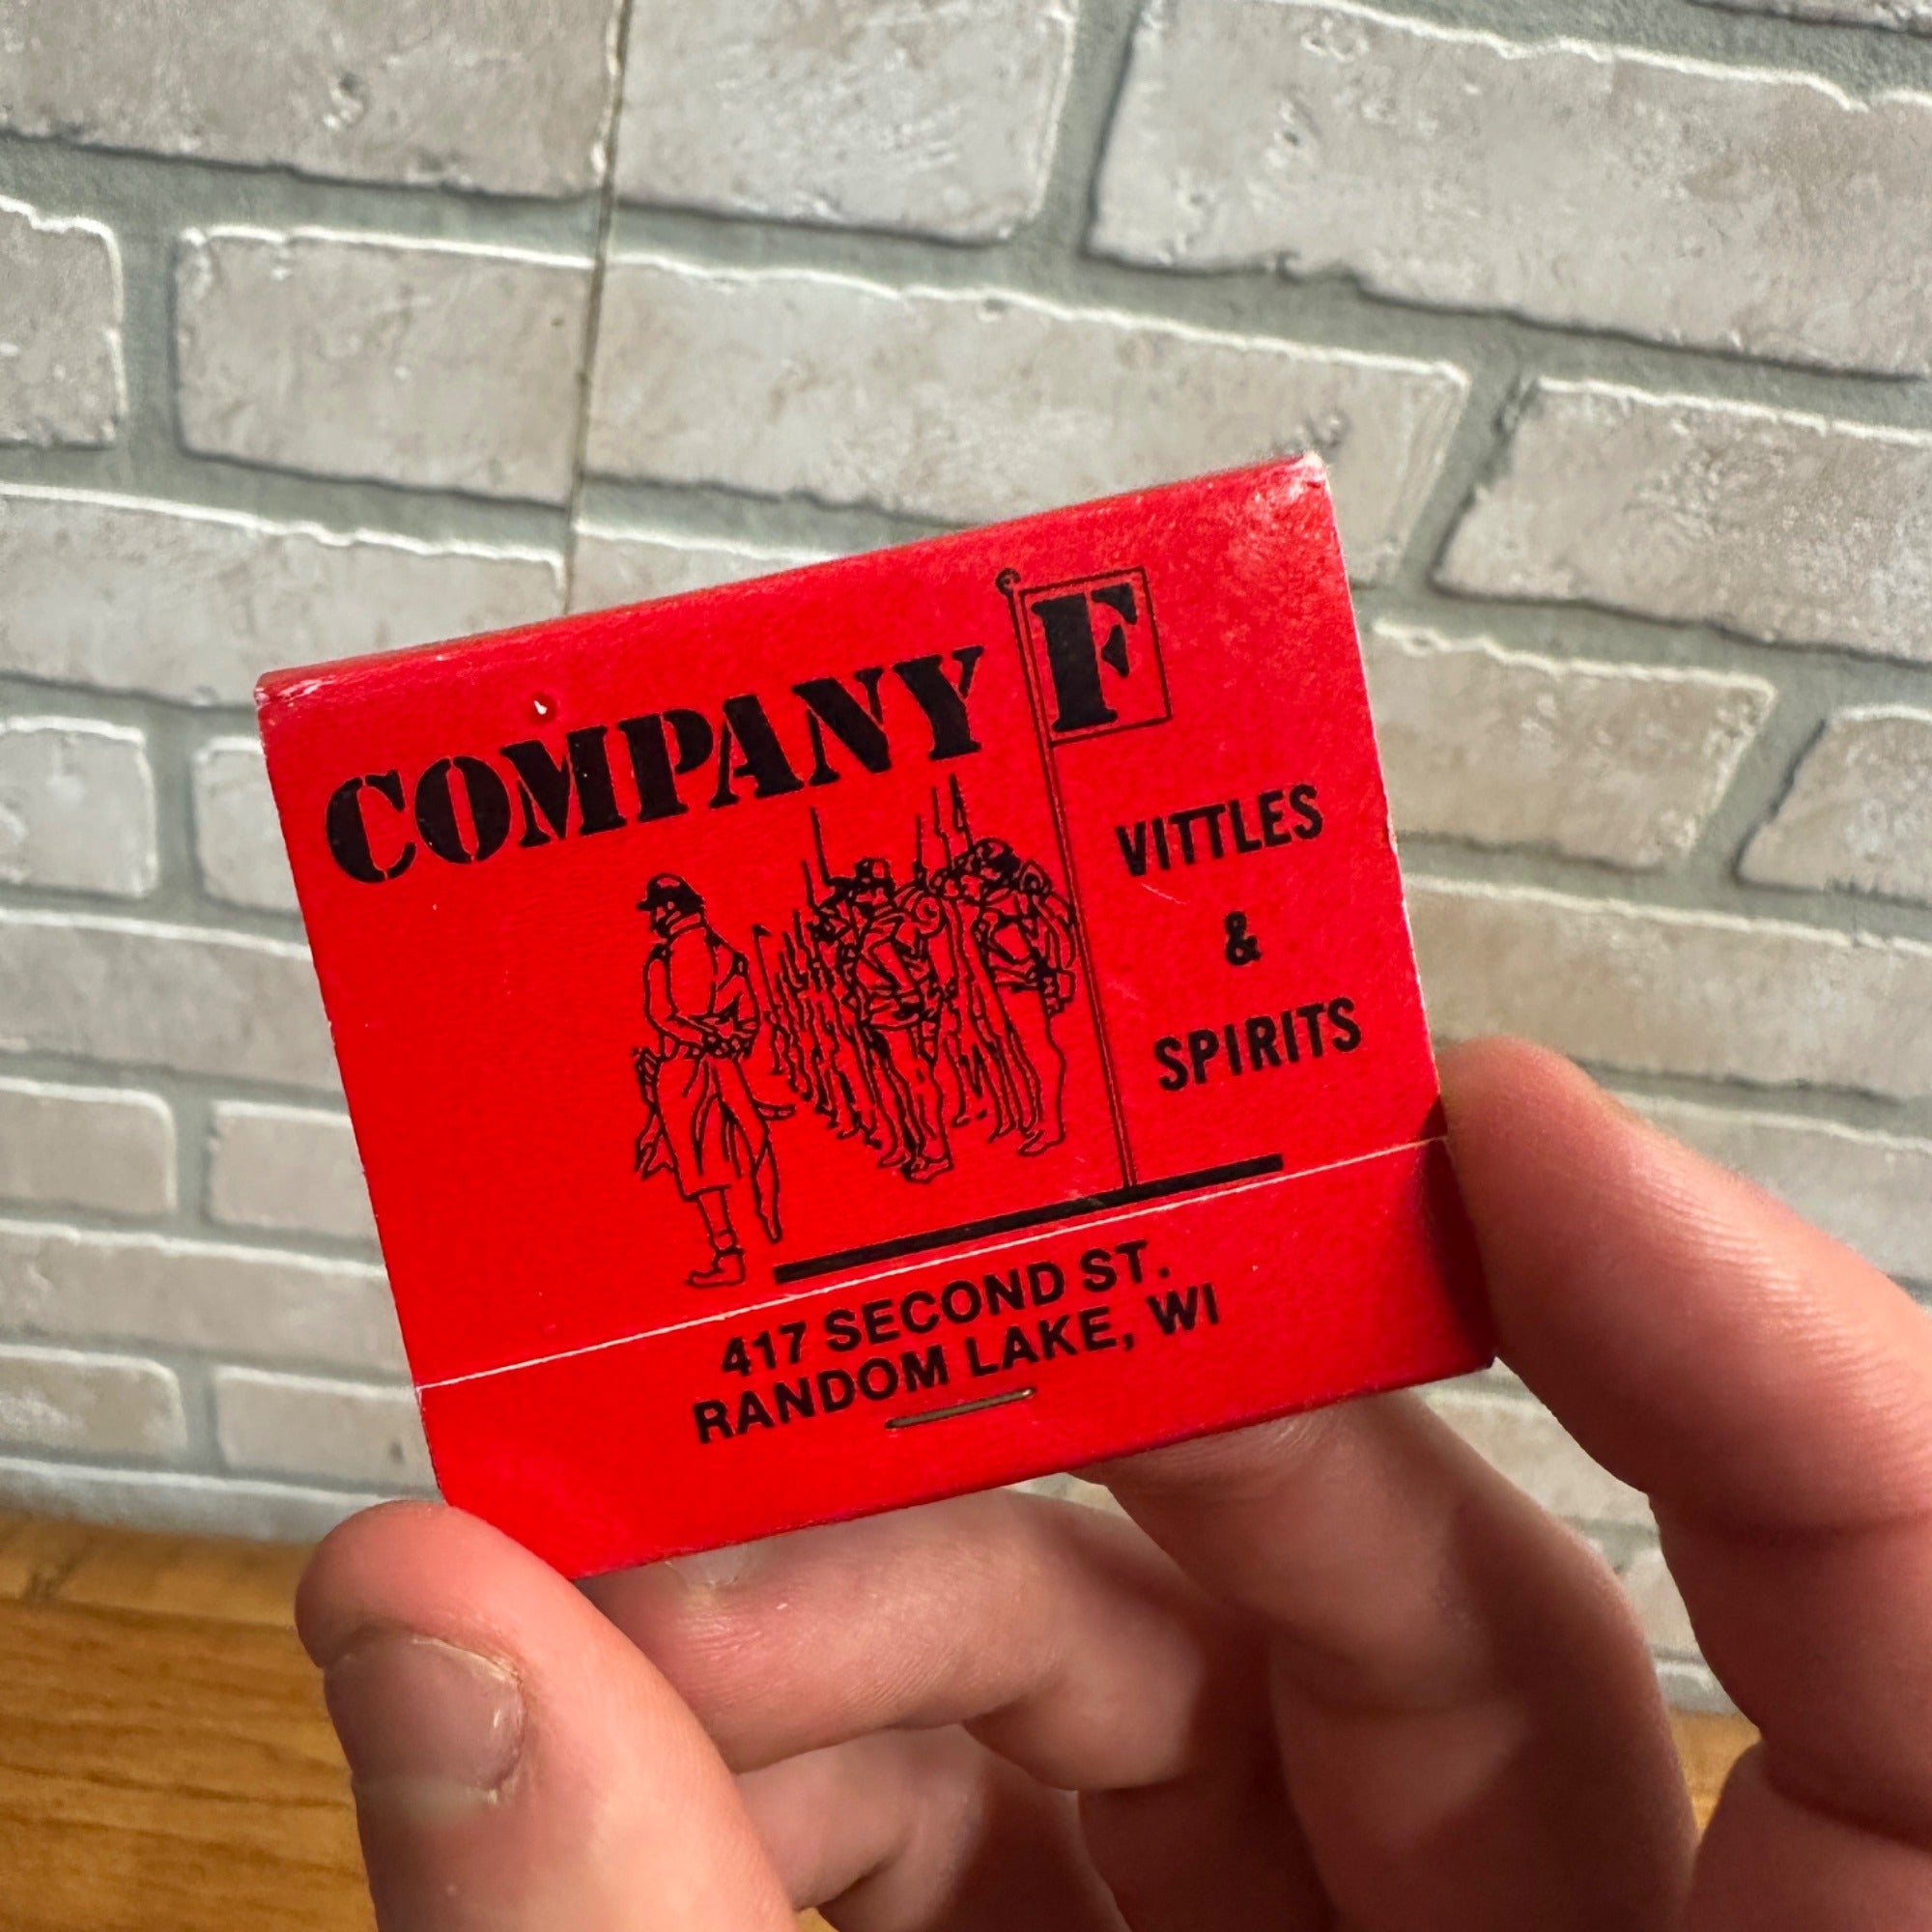 COMPANY F
VITTLES
&
SPIRITS
417 SECOND ST.
RANDOM LAKE, WI